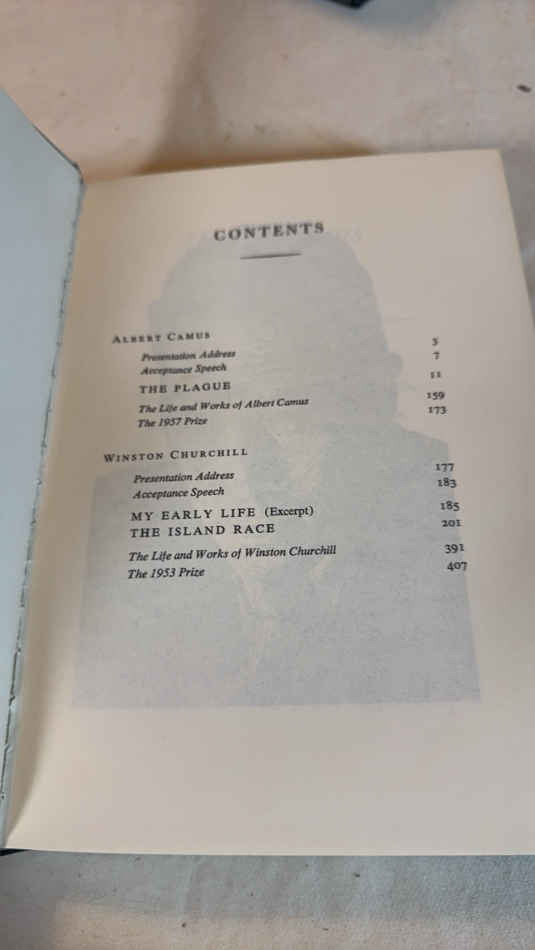 CONTENTS
ALBERT CAMUS
Presentation Address 5
Acceptance Speech 7
THE PLAGUE 11
The Life and Works of Albert Camus 159
The 1957 Prize 173
WINSTON CHURCHILL
Presentation Address 177
Acceptance Speech 183
MY EARLY LIFE (Excerpt) 185
THE ISLAND RACE 201
The Life and Works of Winston Churchill 391
The 1953 Prize 407